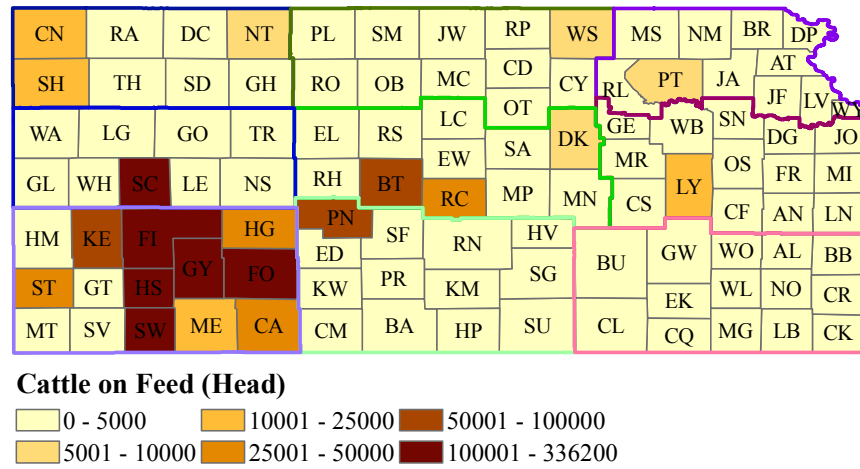 CN RA DC NT PL SM JW RP WS MS NM BR DP
SH TH SD GH RO OB MC CD CY RL PT JA AT
OT JF LV WY
WA LG GO TR EL RS LC SA DK GE WB SN DG JO
GL WH SC LE NS RH BT EW MR OS FR MI
RC MP MN CS LY CF AN LN
HM KE FI HG PN SF RN HV BU GW WO AL BB
ED
ST GT HS GY FO KW PR KM SG EK WL NO CR
MT SV SW ME CA CM BA HP SU CL CQ MG LB CK
Cattle on Feed (Head)
0 - 5000 10001 - 25000 50001 - 100000
5001 - 10000 25001 - 50000 100001 - 336200